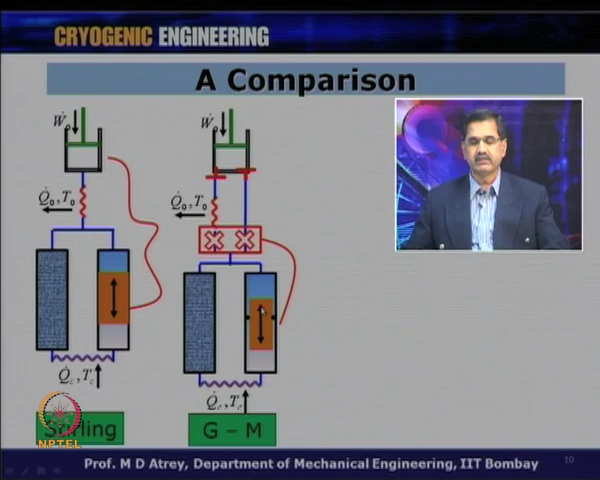 CRYOGENIC ENGINEERING
A Comparison
Ẇ₀ Ẇ₀
Q̇₀, T₀ Q̇₀, T₀
Q̇c, Tc Q̇c, Tc
Stirling G – M
NPTEL
Prof. M D Atrey, Department of Mechanical Engineering, IIT Bombay 10